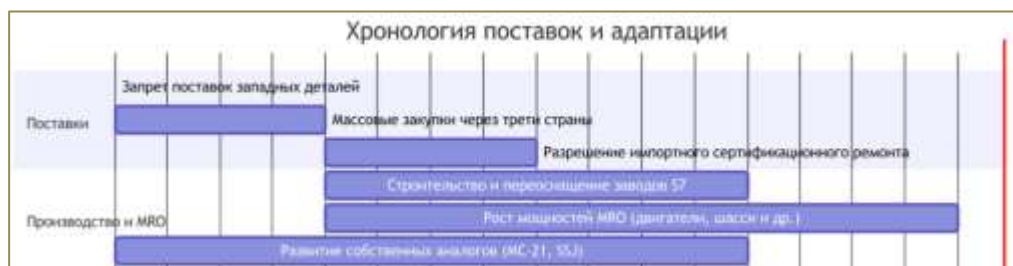 Хронология поставок и адаптации
Запрет поставок западных деталей
Поставки
Массовые закупки через трети страны
Разрешение импортного сертификационного ремонта
Строительство и переоснащение заводов S7
Производство и MRO
Рост мощностей MRO (двигатели, шасси и др.)
Развитие собственных аналогов (МС-21, SSJ)